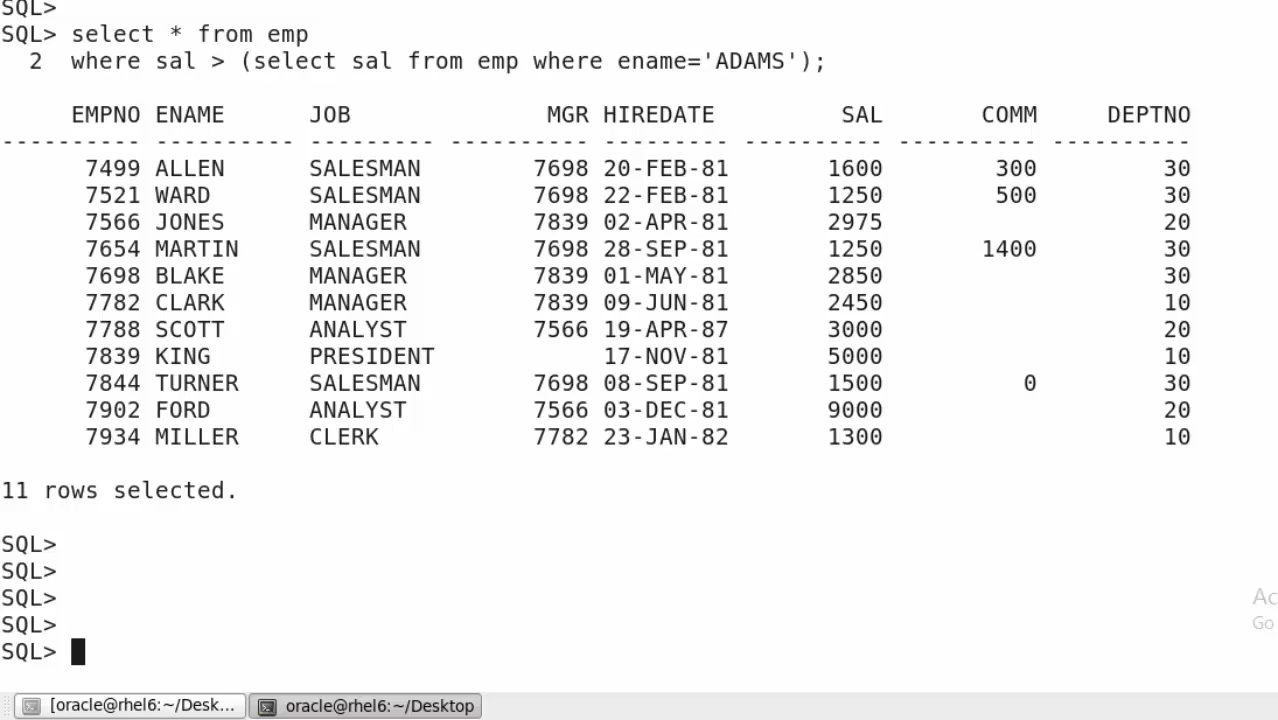 SQL>
SQL> select * from emp
  2  where sal > (select sal from emp where ename='ADAMS');
     EMPNO ENAME      JOB              MGR HIREDATE         SAL       COMM     DEPTNO
---------- ---------- --------- ---------- --------- ---------- ---------- ----------
      7499 ALLEN      SALESMAN        7698 20-FEB-81       1600        300         30
      7521 WARD       SALESMAN        7698 22-FEB-81       1250        500         30
      7566 JONES      MANAGER         7839 02-APR-81       2975                    20
      7654 MARTIN     SALESMAN        7698 28-SEP-81       1250       1400         30
      7698 BLAKE      MANAGER         7839 01-MAY-81       2850                    30
      7782 CLARK      MANAGER         7839 09-JUN-81       2450                    10
      7788 SCOTT      ANALYST         7566 19-APR-87       3000                    20
      7839 KING       PRESIDENT            17-NOV-81       5000                    10
      7844 TURNER     SALESMAN        7698 08-SEP-81       1500          0         30
      7902 FORD       ANALYST         7566 03-DEC-81       9000                    20
      7934 MILLER     CLERK           7782 23-JAN-82       1300                    10
11 rows selected.
SQL>
SQL>
SQL>
SQL>
SQL>
Ac
Go
[oracle@rhel6:~/Desk... oracle@rhel6:~/Desktop